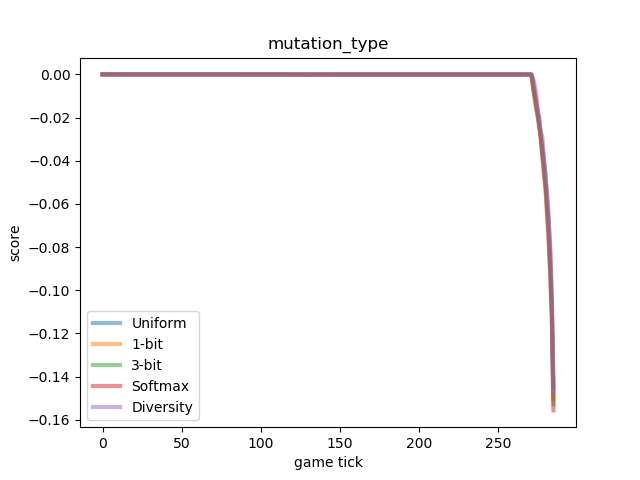 mutation_type
score
0.00
−0.02
−0.04
−0.06
−0.08
−0.10
−0.12
−0.14
−0.16
Uniform
1-bit
3-bit
Softmax
Diversity
0 50 100 150 200 250
game tick